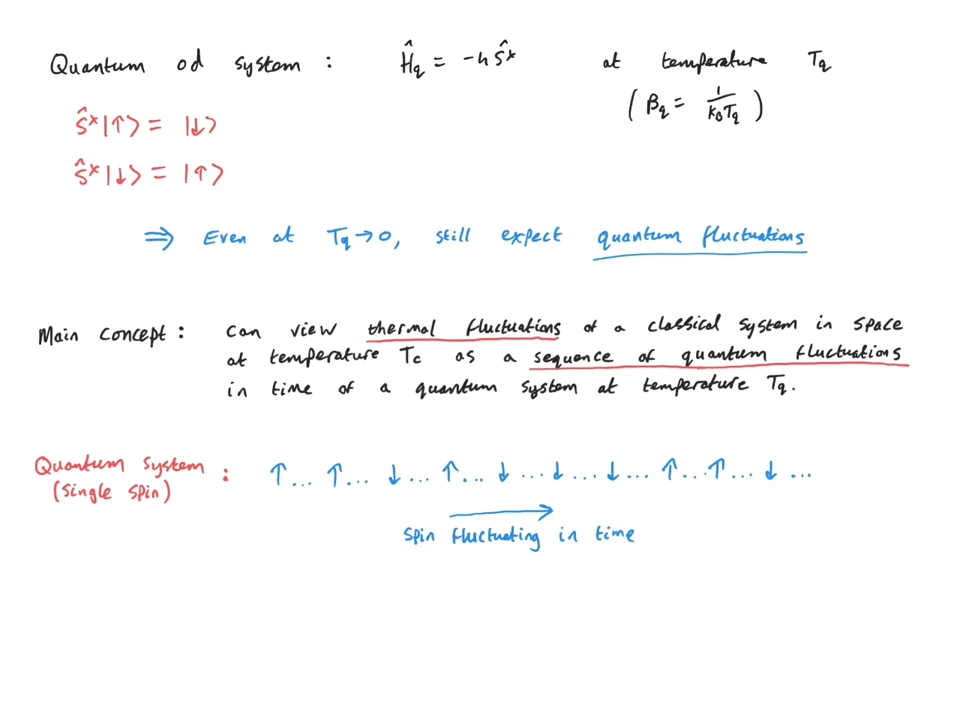 Quantum 0d system : Ĥq = -hŜˣ at temperature Tq
( βq = 1/kBTq )
Ŝˣ|↑⟩ = |↓⟩
Ŝˣ|↓⟩ = |↑⟩
⇒ Even at Tq→0, still expect quantum fluctuations
Main concept : Can view thermal fluctuations of a classical system in space
at temperature Tc as a sequence of quantum fluctuations
in time of a quantum system at temperature Tq.
Quantum system : ↑... ↑... ↓... ↑... ↓... ↓... ↓... ↑... ↑... ↓...
(single spin)
spin fluctuating in time